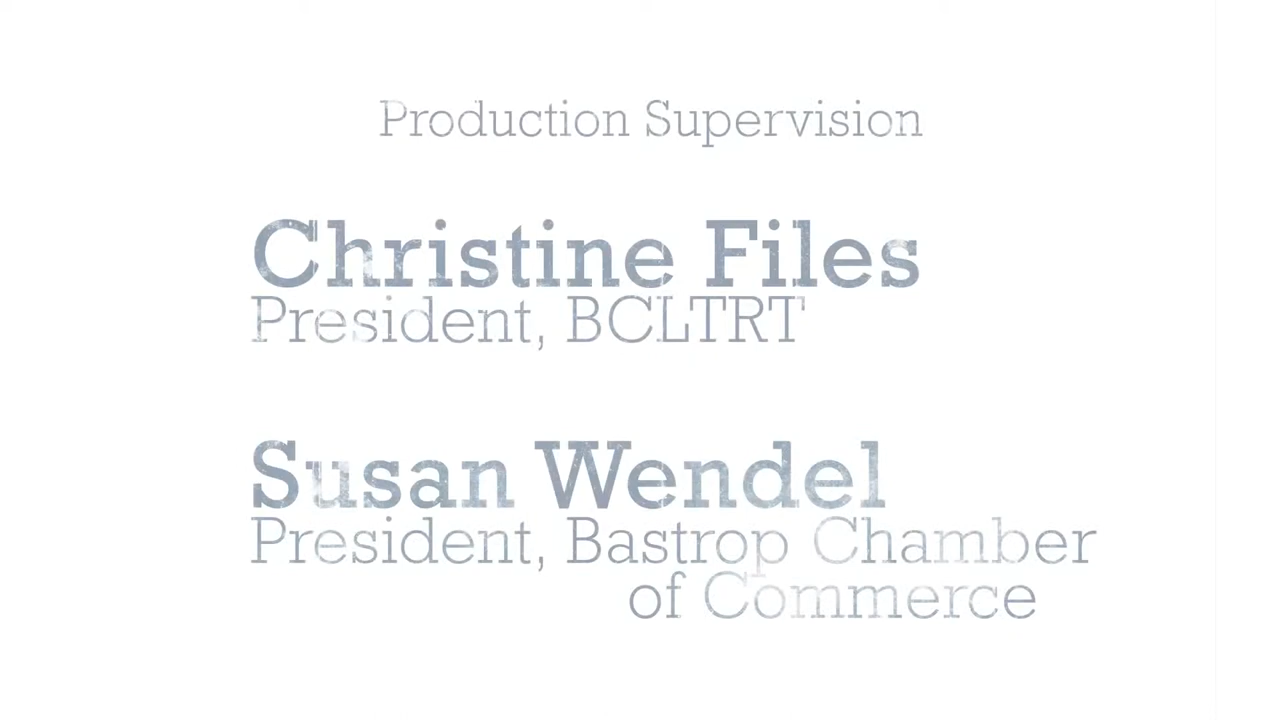 Production Supervision
Christine Files
President, BCLTRT
Susan Wendel
President, Bastrop Chamber
of Commerce